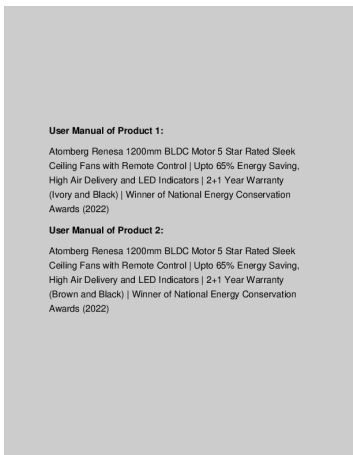 User Manual of Product 1:
Atomberg Renesa 1200mm BLDC Motor 5 Star Rated Sleek
Ceiling Fans with Remote Control | Upto 65% Energy Saving,
High Air Delivery and LED Indicators | 2+1 Year Warranty
(Ivory and Black) | Winner of National Energy Conservation
Awards (2022)
User Manual of Product 2:
Atomberg Renesa 1200mm BLDC Motor 5 Star Rated Sleek
Ceiling Fans with Remote Control | Upto 65% Energy Saving,
High Air Delivery and LED Indicators | 2+1 Year Warranty
(Brown and Black) | Winner of National Energy Conservation
Awards (2022)